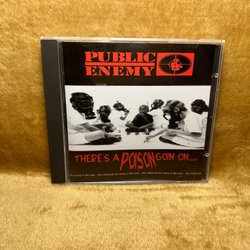 PUBLIC
ENEMY
THERE'S A POISON GOIN ON....